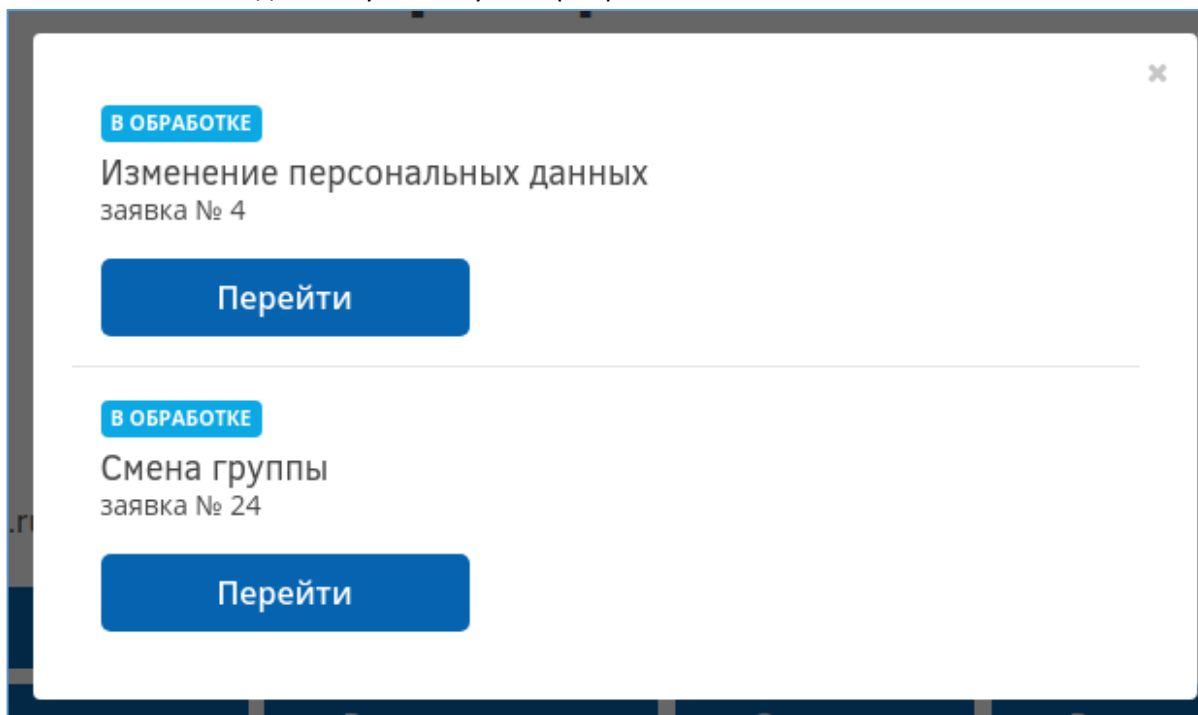 В ОБРАБОТКЕ
Изменение персональных данных
заявка № 4
Перейти
В ОБРАБОТКЕ
Смена группы
заявка № 24
Перейти